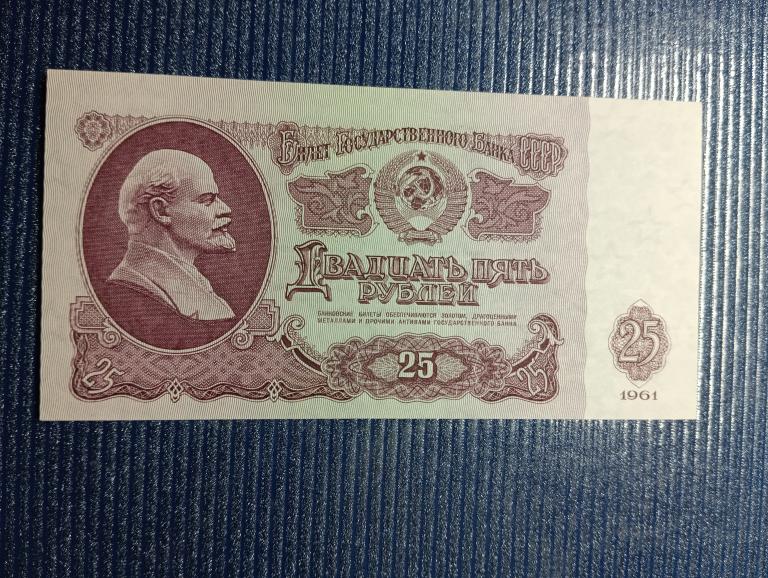 Билет Государственного Банка СССР
Двадцать пять
рублей
БАНКОВСКИЕ БИЛЕТЫ ОБЕСПЕЧИВАЮТСЯ ЗОЛОТОМ, ДРАГОЦЕННЫМИ
МЕТАЛЛАМИ И ПРОЧИМИ АКТИВАМИ ГОСУДАРСТВЕННОГО БАНКА
25
25
25
25
1961